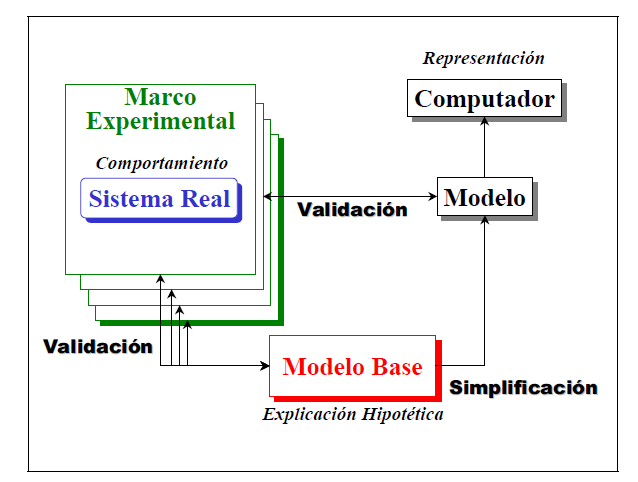 Representación
Computador
Marco
Experimental
Comportamiento
Sistema Real
Validación
Modelo
Validación
Modelo Base
Simplificación
Explicación Hipotética